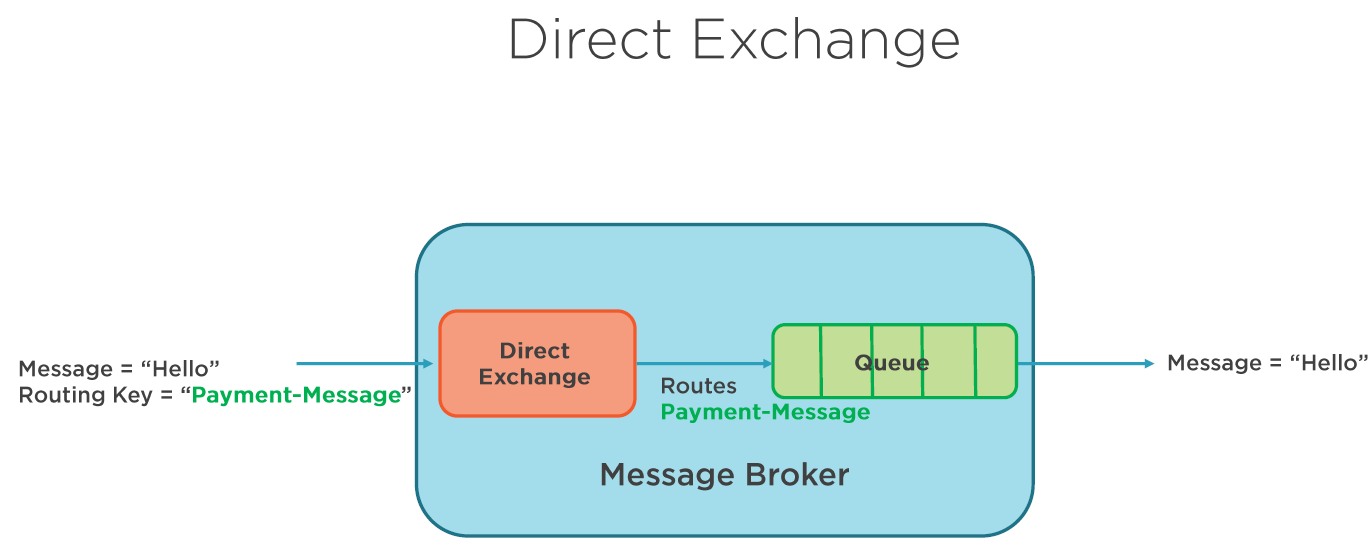 Direct Exchange
Message = “Hello”
Routing Key = “Payment-Message”
Direct
Exchange
Routes
Payment-Message
Queue
Message = “Hello”
Message Broker